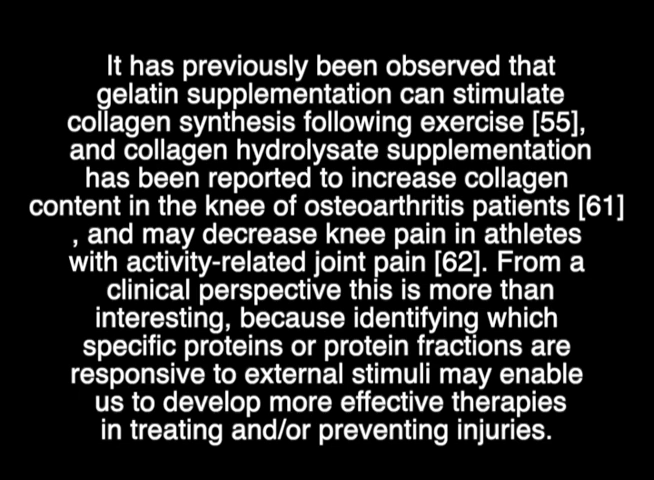 It has previously been observed that
gelatin supplementation can stimulate
collagen synthesis following exercise [55],
and collagen hydrolysate supplementation
has been reported to increase collagen
content in the knee of osteoarthritis patients [61]
, and may decrease knee pain in athletes
with activity-related joint pain [62]. From a
clinical perspective this is more than
interesting, because identifying which
specific proteins or protein fractions are
responsive to external stimuli may enable
us to develop more effective therapies
in treating and/or preventing injuries.